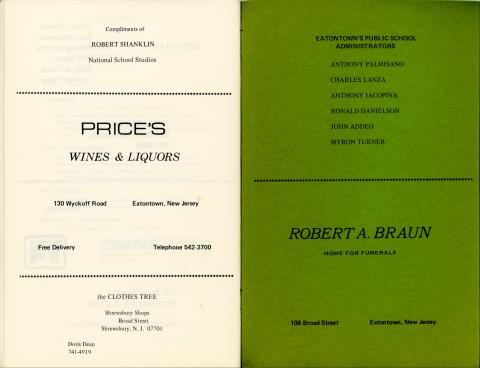 Compliments of
ROBERT SHANKLIN
National School Studios
PRICE'S
WINES & LIQUORS
130 Wyckoff Road Eatontown, New Jersey
Free Delivery Telephone 542-3700
the CLOTHES TREE
Shrewsbury Shops
Broad Street
Shrewsbury, N. J. 07701
Doris Dean
741-4919
EATONTOWN'S PUBLIC SCHOOL
ADMINISTRATORS
ANTHONY PALMISANO
CHARLES LANZA
ANTHONY IACOPINA
RONALD DANIELSON
JOHN ADDEO
MYRON TURNER
ROBERT A. BRAUN
HOME FOR FUNERALS
108 Broad Street Eatontown, New Jersey